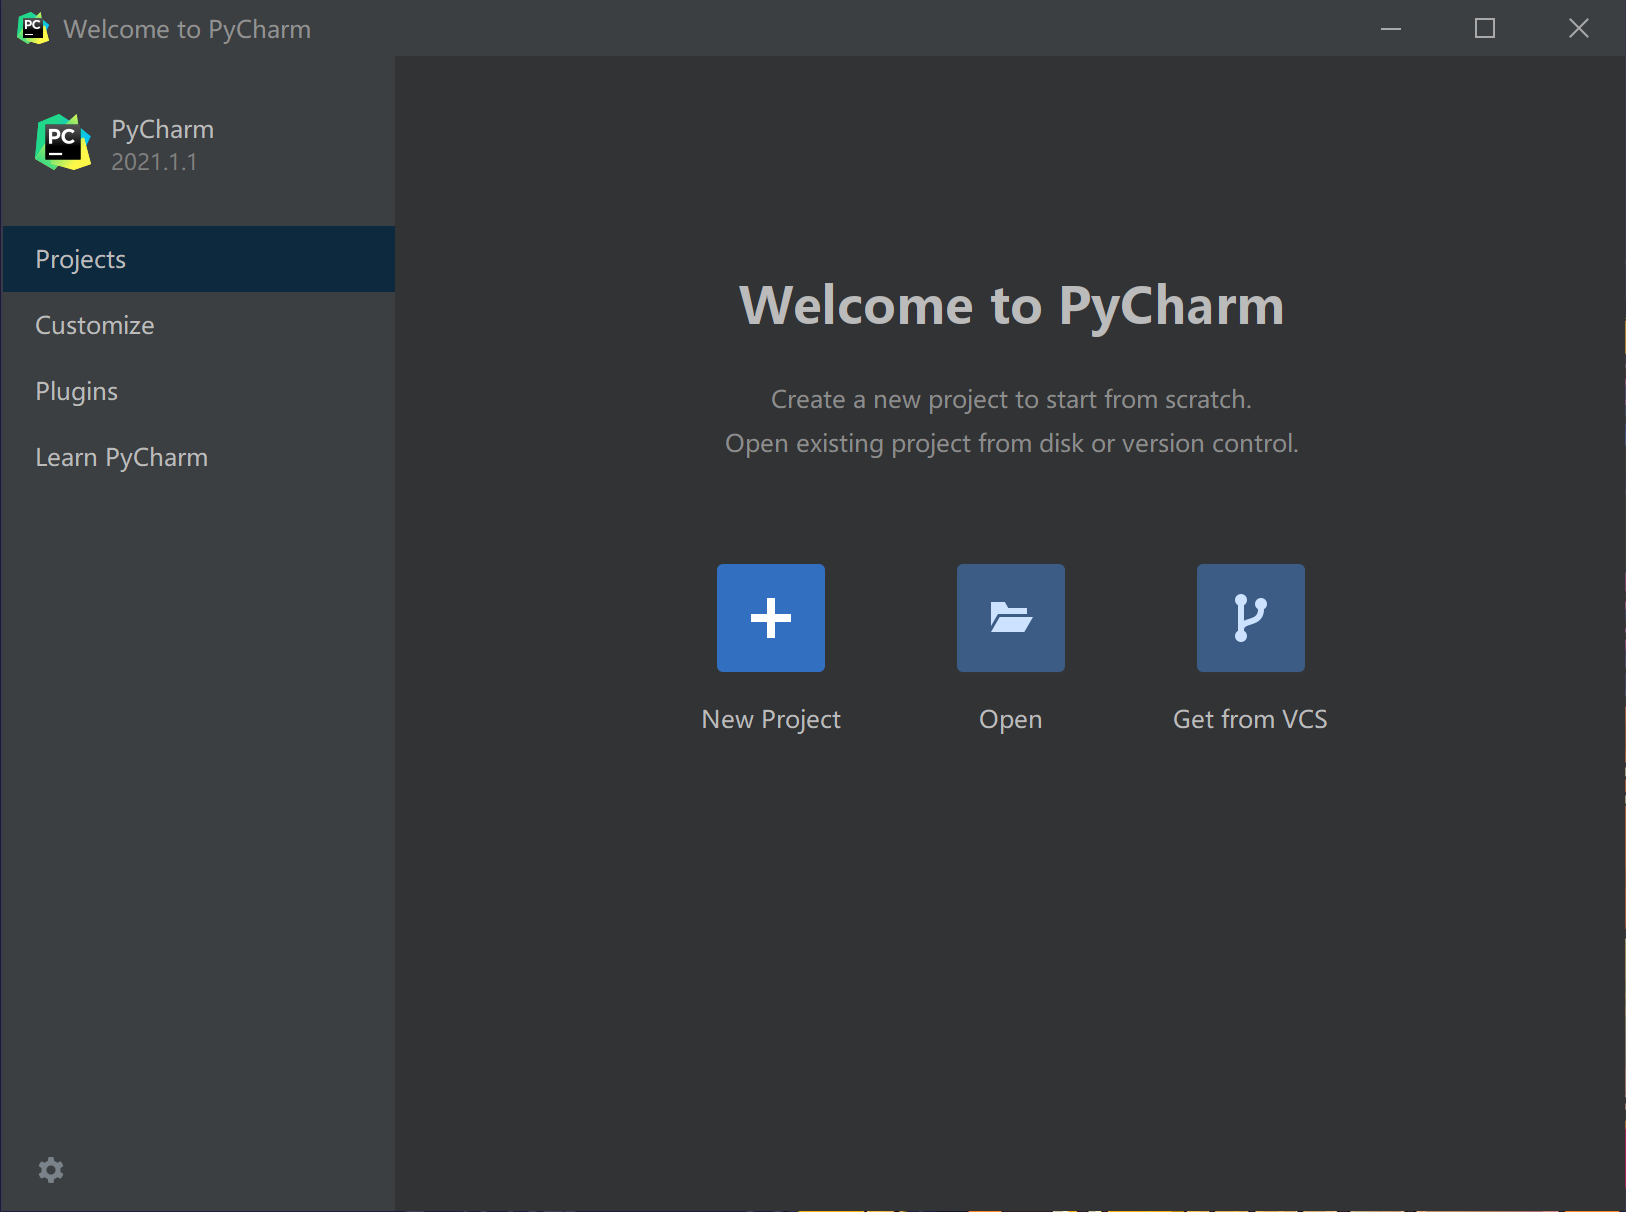 Welcome to PyCharm
PC
PC
PyCharm
2021.1.1
Projects
Customize
Plugins
Learn PyCharm
Welcome to PyCharm
Create a new project to start from scratch.
Open existing project from disk or version control.
New Project
Open
Get from VCS